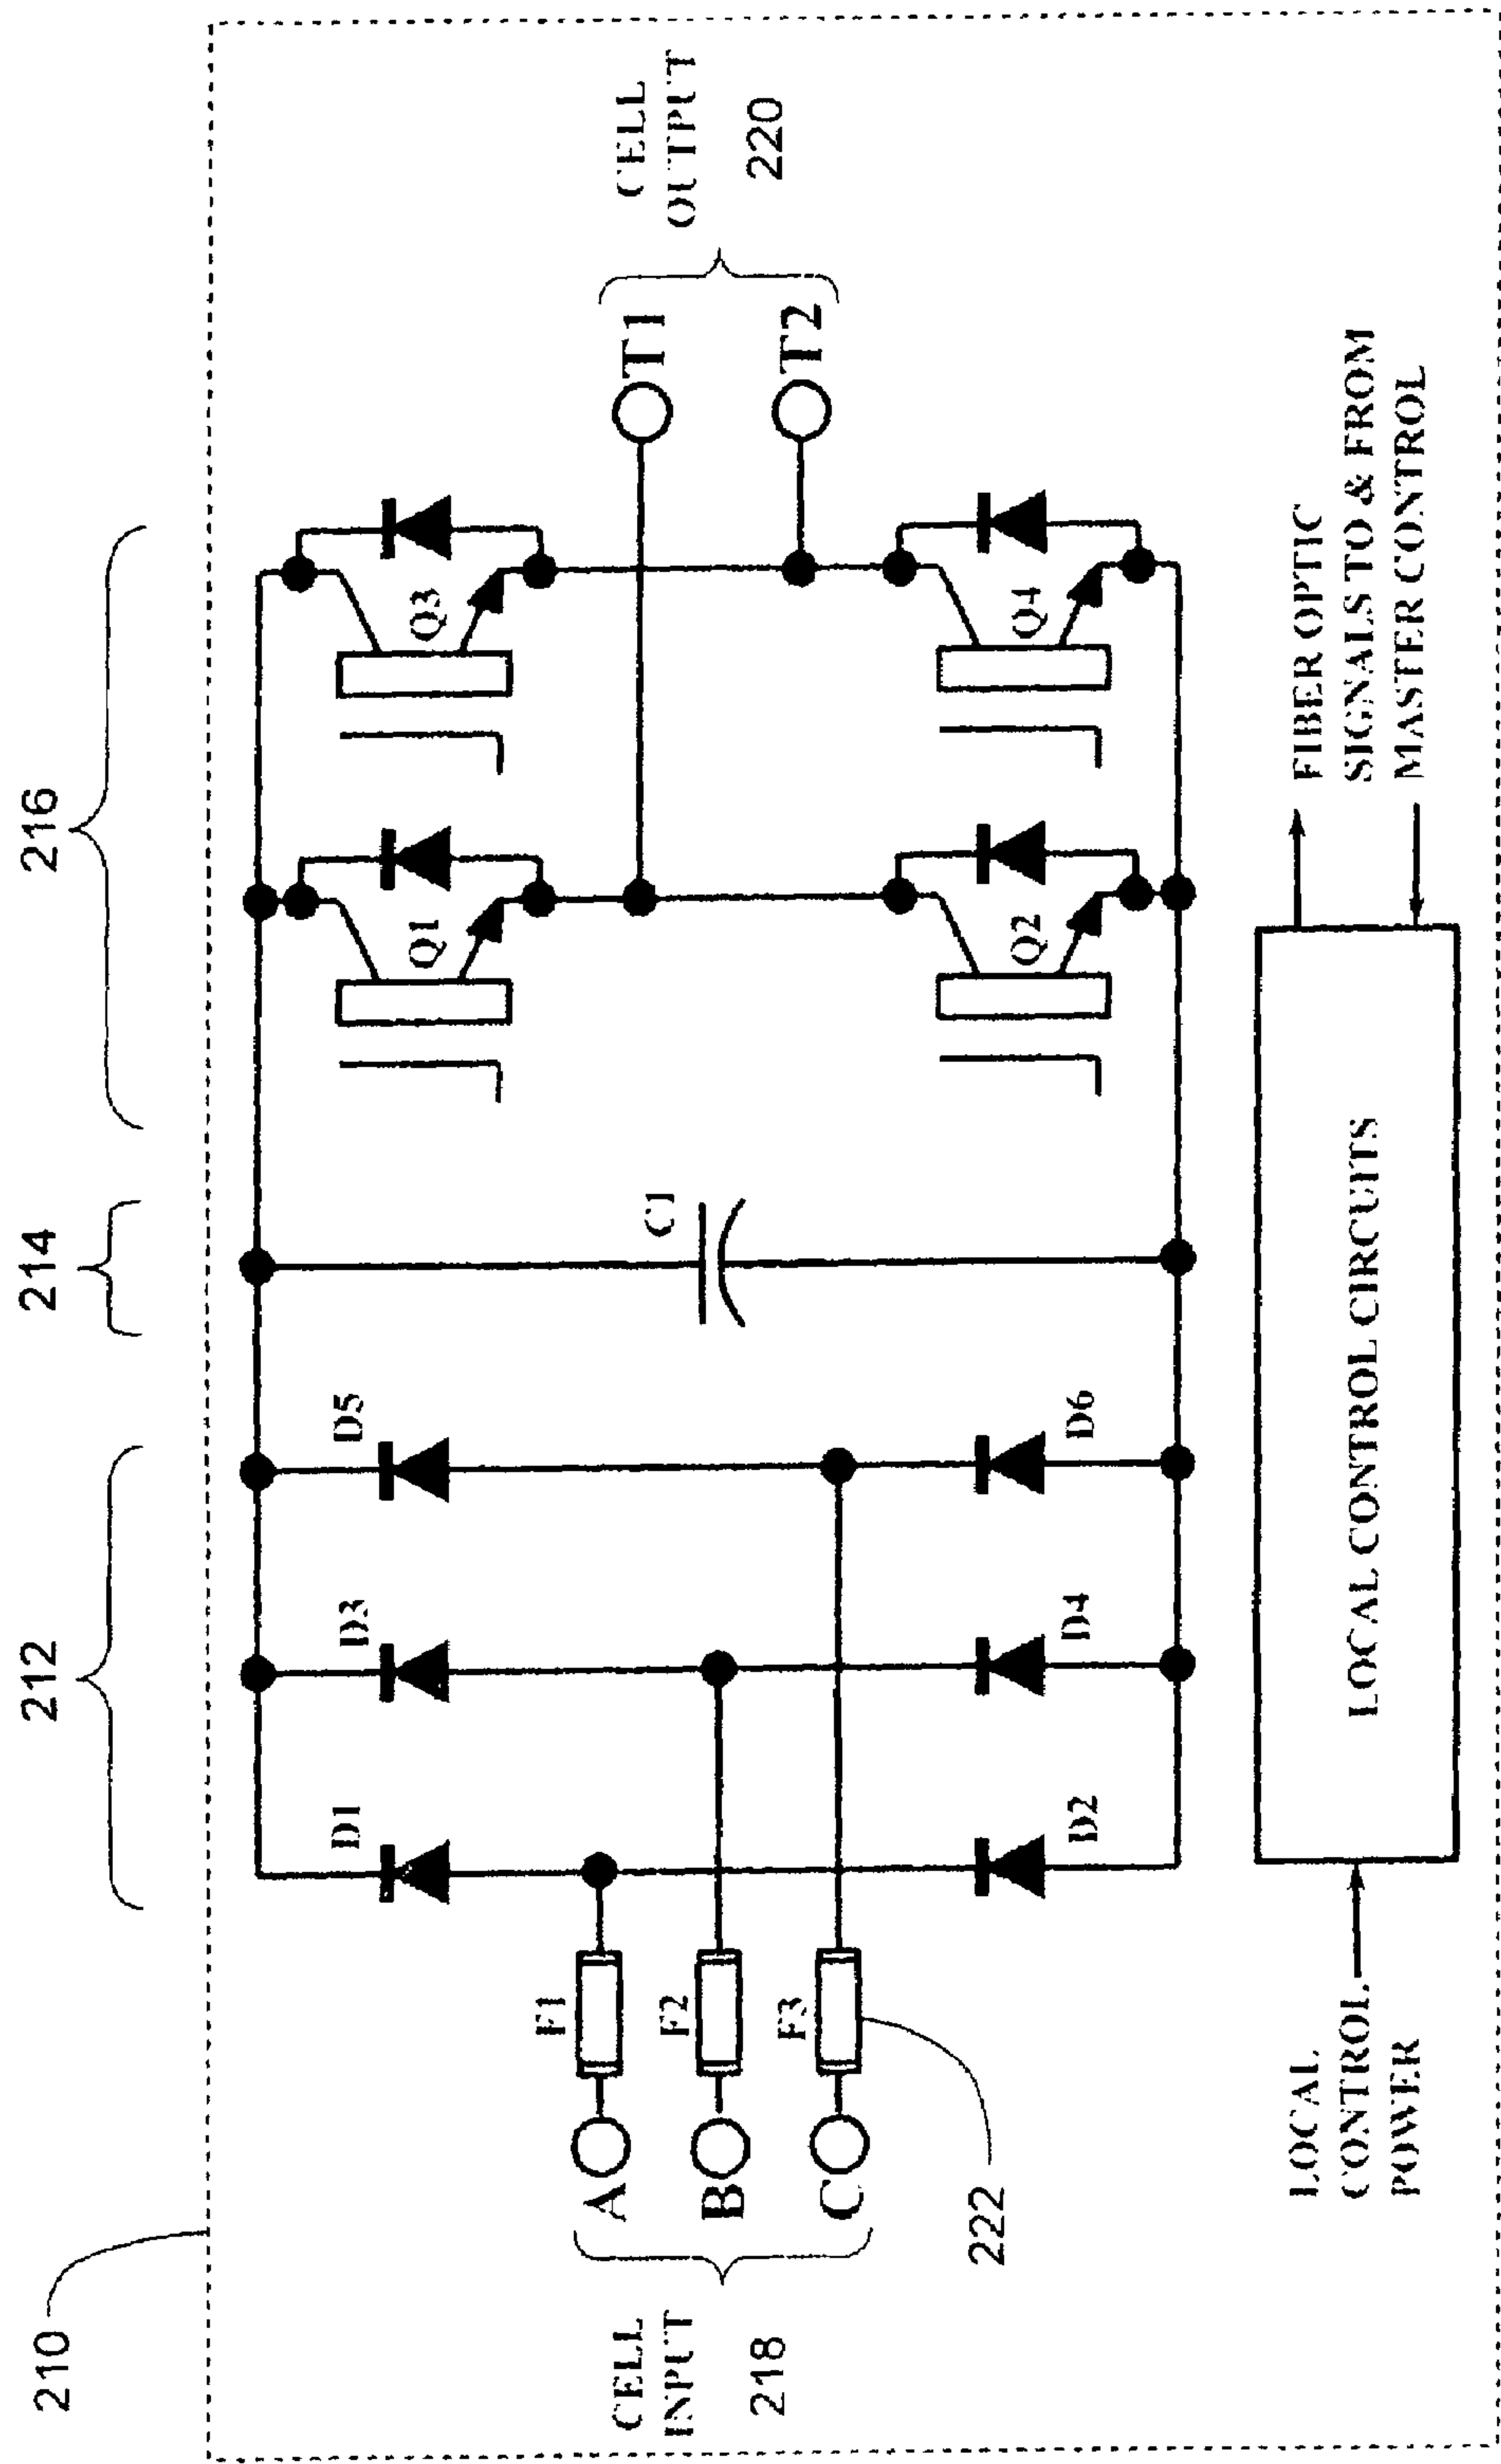 210
212
214
216
D1
D3
D5
C1
Q1
Q3
CELL
INPUT
218
A
B
C
F1
F2
F3
222
T1
T2
CELL
OUTPUT
220
D2
D4
D6
Q2
Q4
LOCAL
CONTROL
POWER
LOCAL CONTROL CIRCUITS
FIBER OPTIC
SIGNALS TO & FROM
MASTER CONTROL